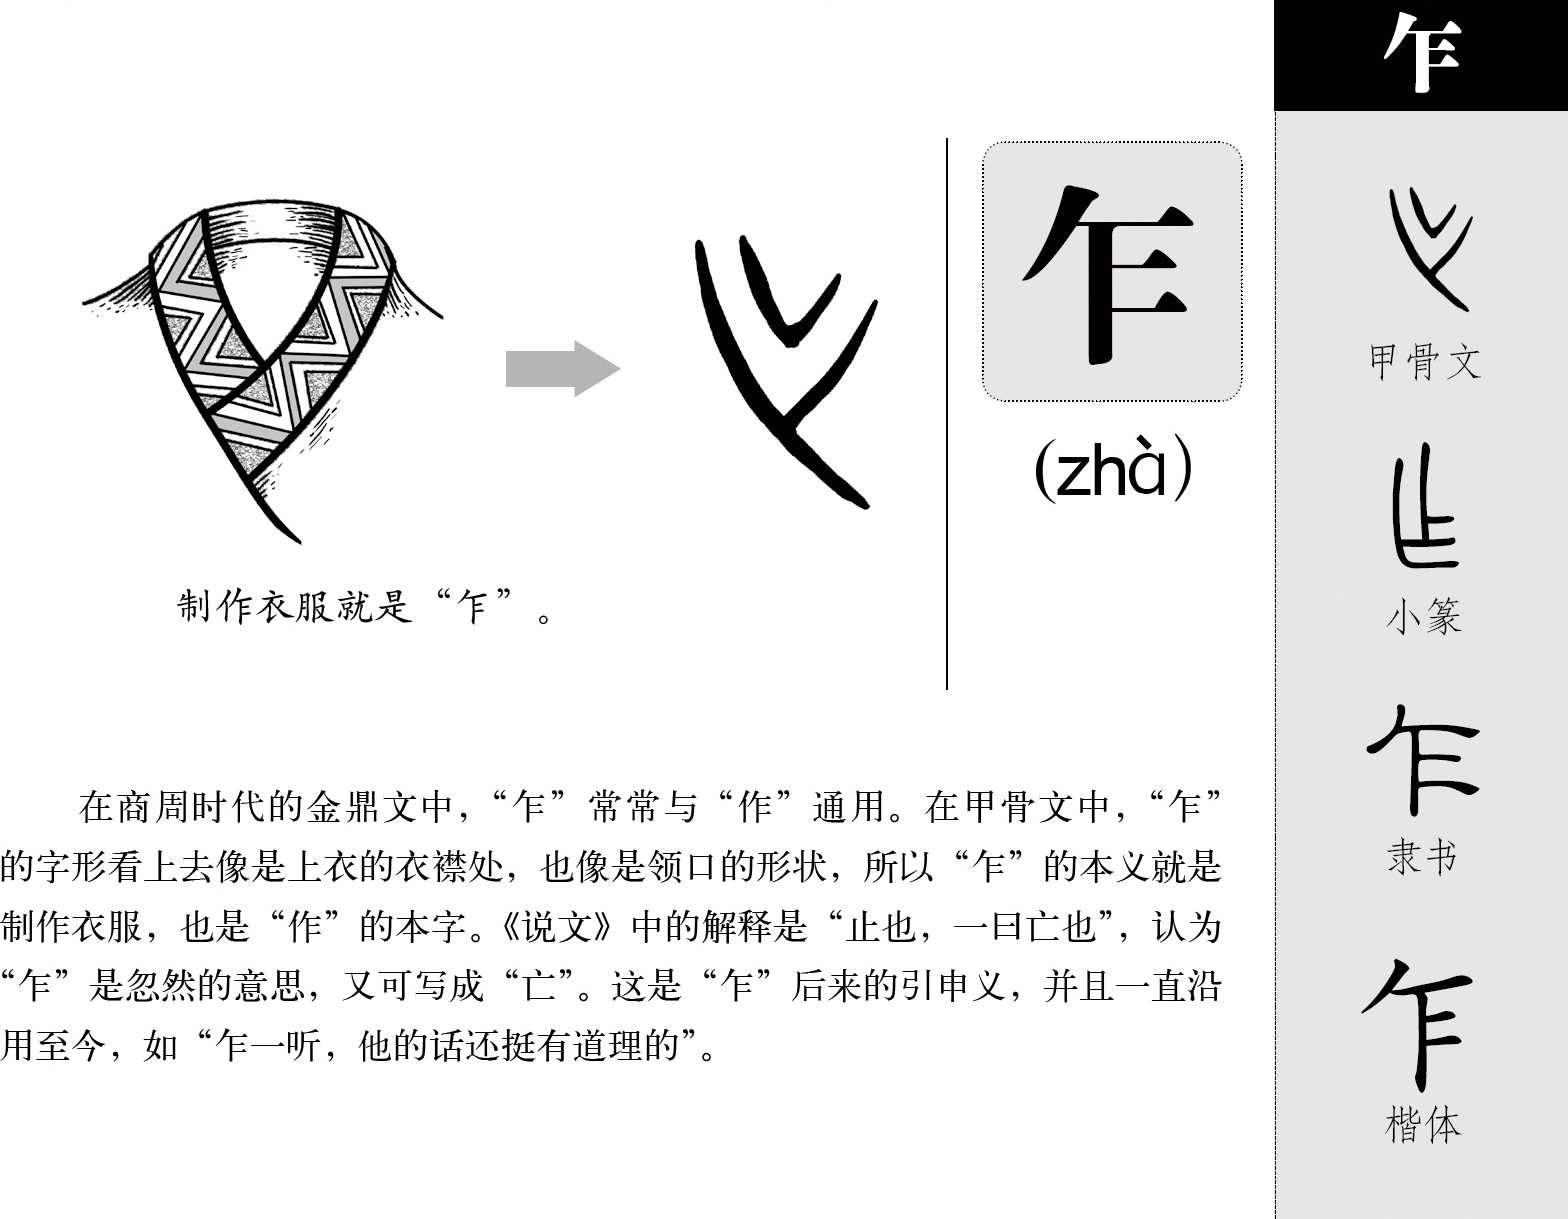 乍
乍
(zhà)
制作衣服就是“乍”。
在商周时代的金鼎文中，“乍”常常与“作”通用。在甲骨文中，“乍”
的字形看上去像是上衣的衣襟处，也像是领口的形状，所以“乍”的本义就是
制作衣服，也是“作”的本字。《说文》中的解释是“止也，一曰亡也”，认为
“乍”是忽然的意思，又可写成“亡”。这是“乍”后来的引申义，并且一直沿
用至今，如“乍一听，他的话还挺有道理的”。
甲骨文
小篆
乍
隶书
乍
楷体